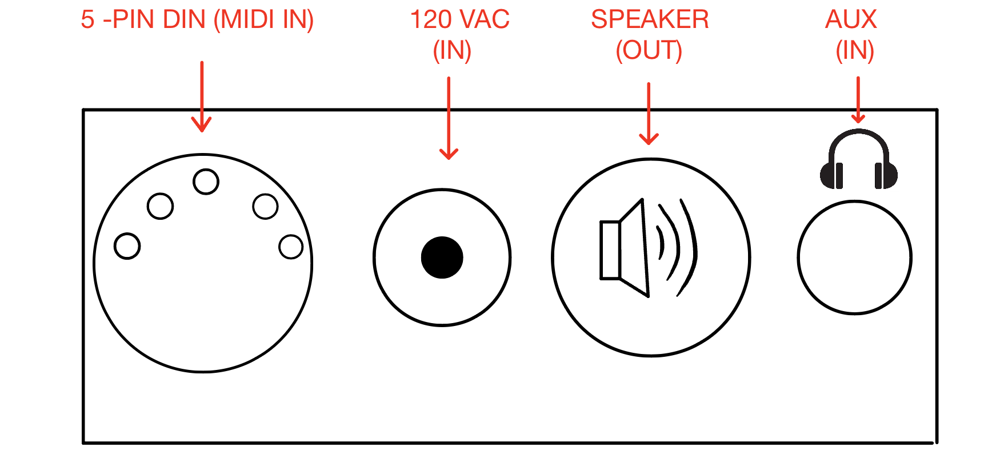 5 -PIN DIN (MIDI IN)
120 VAC
(IN)
SPEAKER
(OUT)
AUX
(IN)